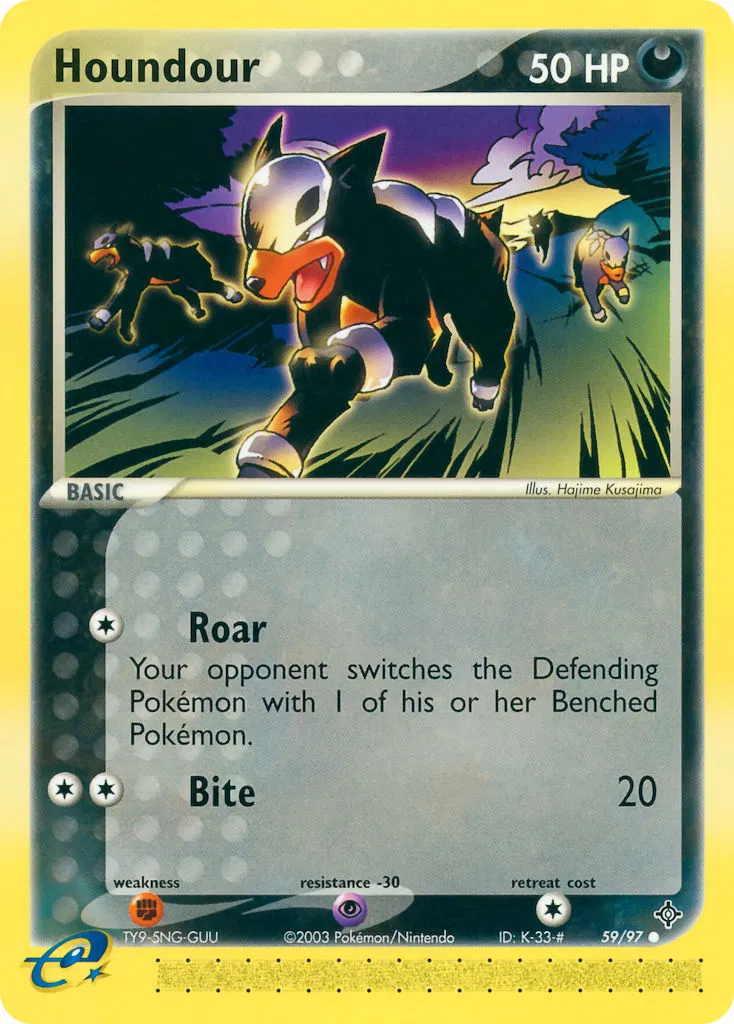 Houndour
50 HP
BASIC
Illus. Hajime Kusajima
Roar
Your opponent switches the Defending
Pokémon with 1 of his or her Benched
Pokémon.
Bite 20
weakness resistance -30 retreat cost
TY9-5NG-GUU ©2003 Pokémon/Nintendo ID: K-33-# 59/97
e